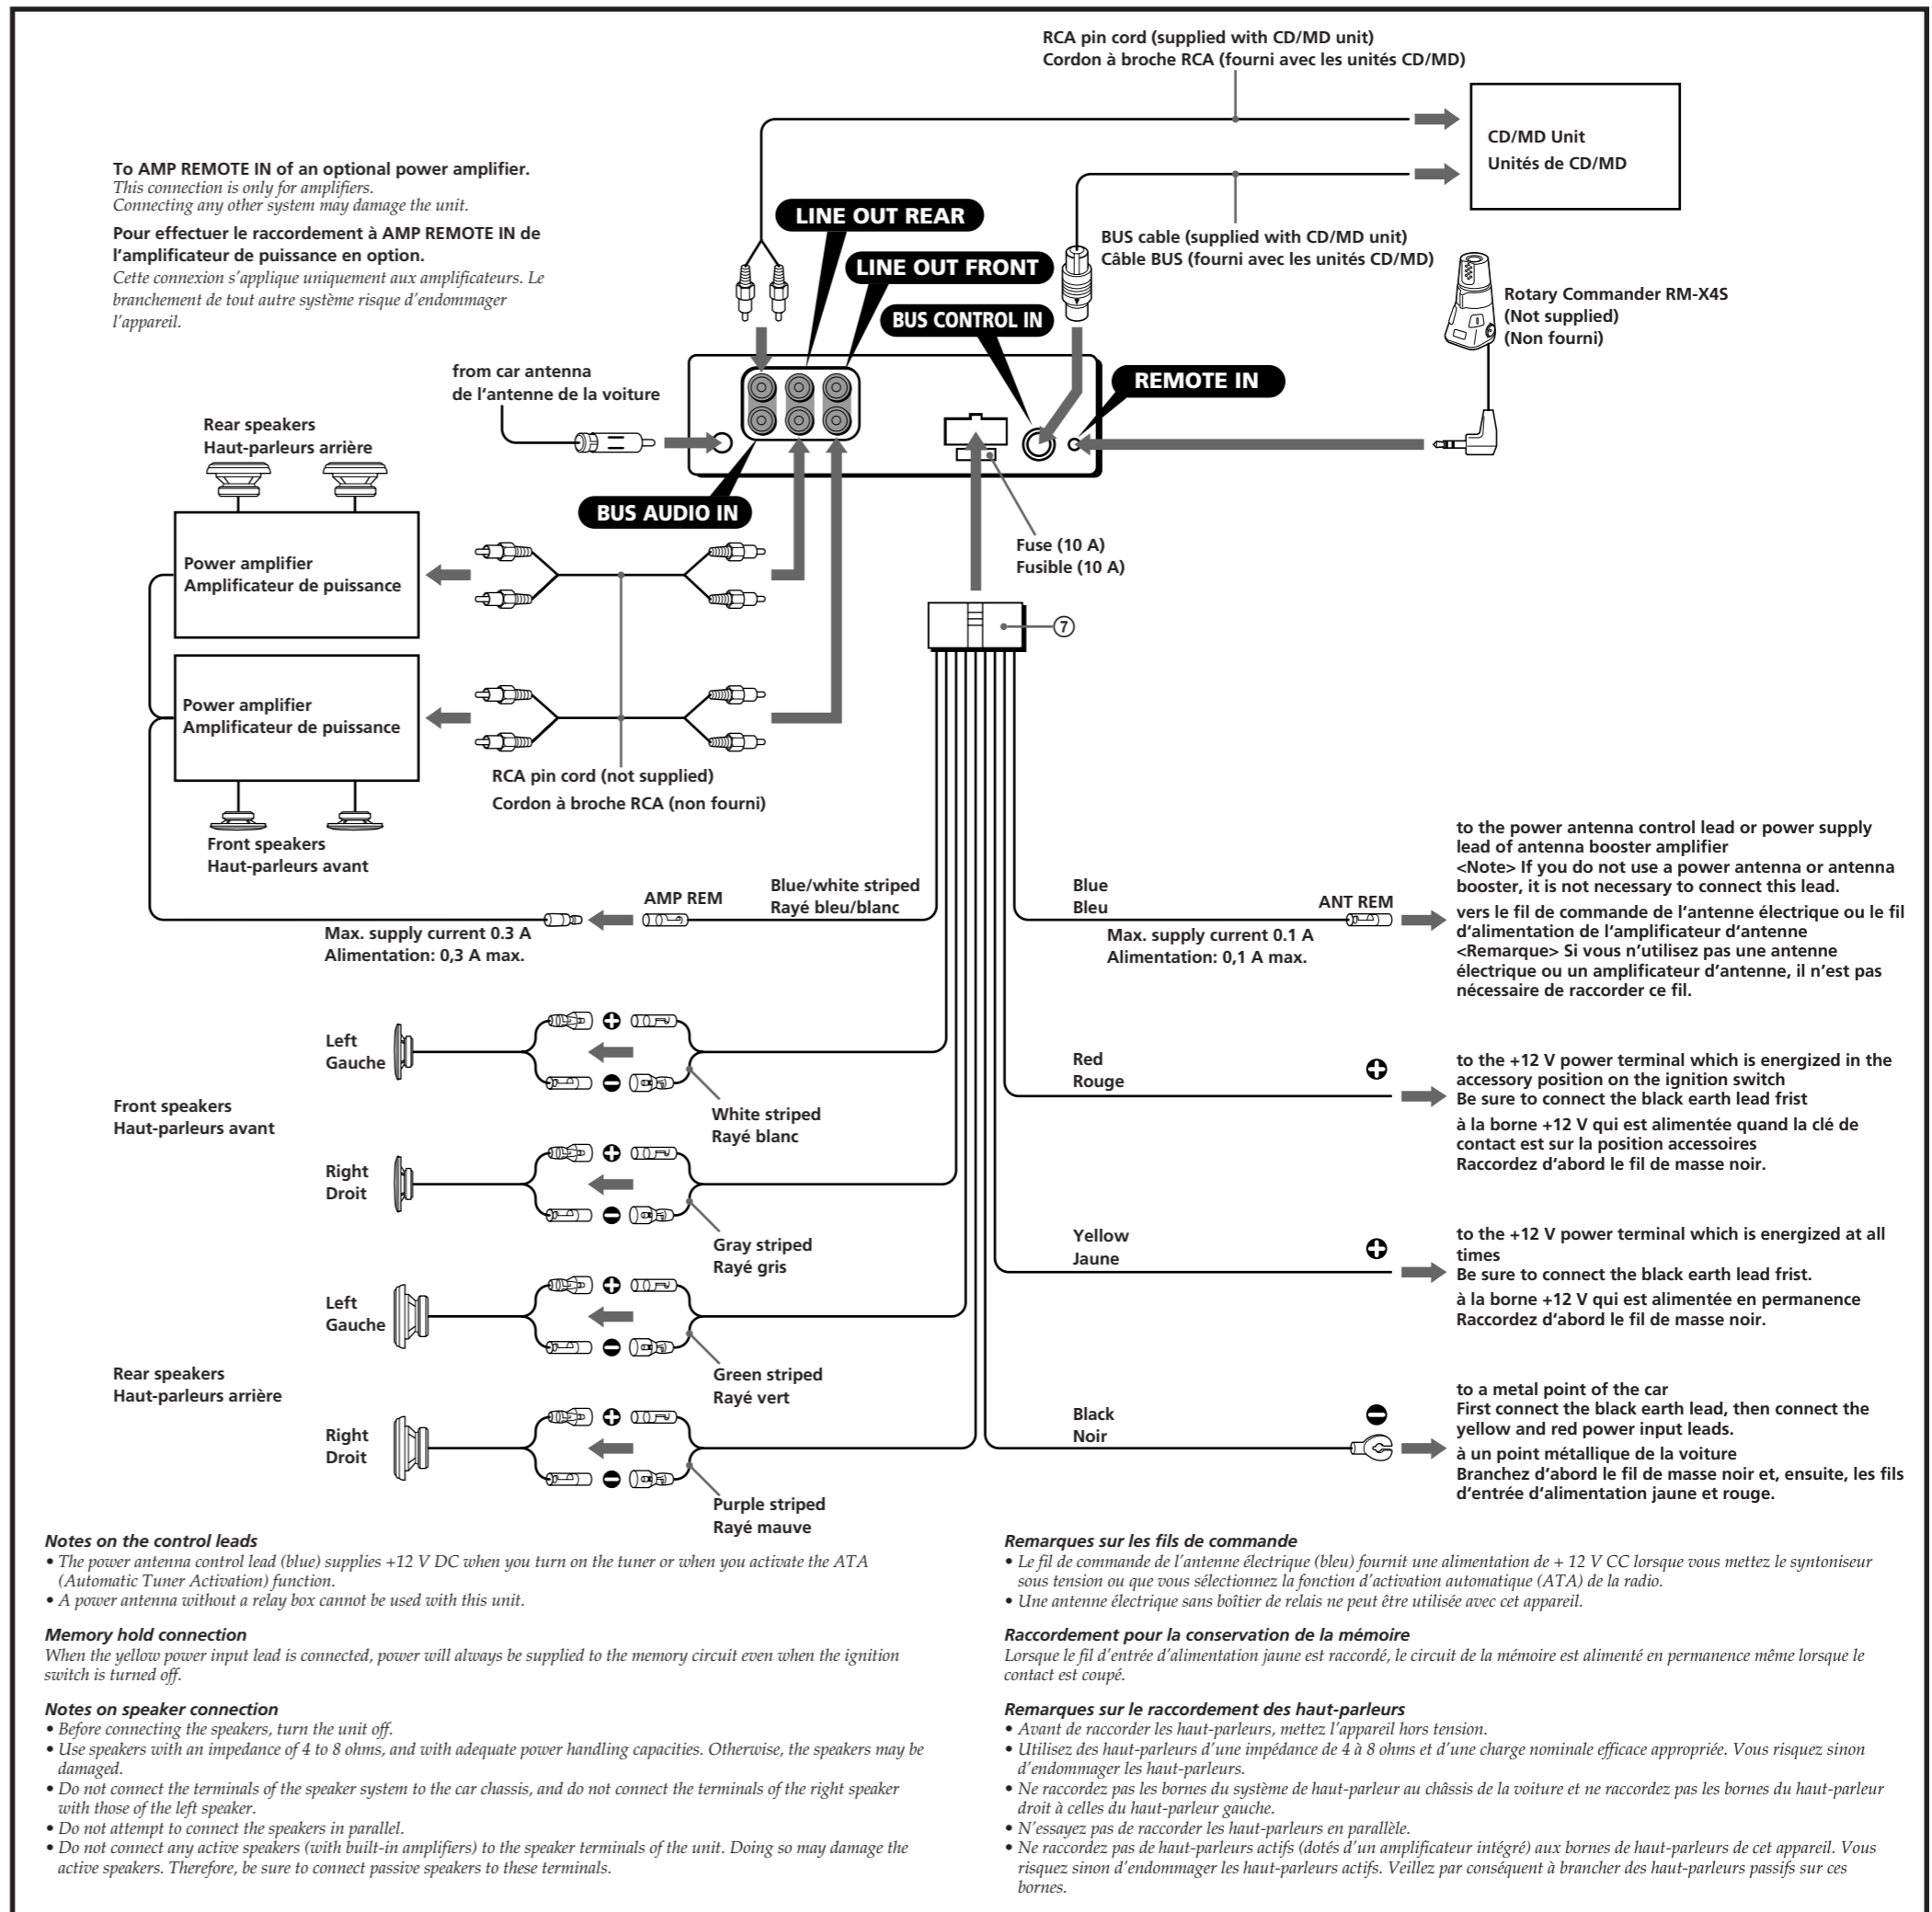 RCA pin cord (supplied with CD/MD unit)
Cordon à broche RCA (fourni avec les unités CD/MD)
CD/MD Unit
Unités de CD/MD
To AMP REMOTE IN of an optional power amplifier.
This connection is only for amplifiers.
Connecting any other system may damage the unit.
Pour effectuer le raccordement à AMP REMOTE IN de
l'amplificateur de puissance en option.
Cette connexion s'applique uniquement aux amplificateurs. Le
branchement de tout autre système risque d'endommager
l'appareil.
LINE OUT REAR
LINE OUT FRONT
BUS CONTROL IN
BUS cable (supplied with CD/MD unit)
Câble BUS (fourni avec les unités CD/MD)
Rotary Commander RM-X4S
(Not supplied)
(Non fourni)
REMOTE IN
from car antenna
de l'antenne de la voiture
Rear speakers
Haut-parleurs arrière
BUS AUDIO IN
Fuse (10 A)
Fusible (10 A)
Power amplifier
Amplificateur de puissance
7
Power amplifier
Amplificateur de puissance
RCA pin cord (not supplied)
Cordon à broche RCA (non fourni)
Front speakers
Haut-parleurs avant
AMP REM
Blue/white striped
Rayé bleu/blanc
Max. supply current 0.3 A
Alimentation: 0,3 A max.
Blue
Bleu
ANT REM
Max. supply current 0.1 A
Alimentation: 0,1 A max.
to the power antenna control lead or power supply
lead of antenna booster amplifier
<Note> If you do not use a power antenna or antenna
booster, it is not necessary to connect this lead.
vers le fil de commande de l'antenne électrique ou le fil
d'alimentation de l'amplificateur d'antenne
<Remarque> Si vous n'utilisez pas une antenne
électrique ou un amplificateur d'antenne, il n'est pas
nécessaire de raccorder ce fil.
Front speakers
Haut-parleurs avant
Left
Gauche
White striped
Rayé blanc
Right
Droit
Gray striped
Rayé gris
Rear speakers
Haut-parleurs arrière
Left
Gauche
Green striped
Rayé vert
Right
Droit
Purple striped
Rayé mauve
Red
Rouge
to the +12 V power terminal which is energized in the
accessory position on the ignition switch
Be sure to connect the black earth lead frist
à la borne +12 V qui est alimentée quand la clé de
contact est sur la position accessoires
Raccordez d'abord le fil de masse noir.
Yellow
Jaune
to the +12 V power terminal which is energized at all
times
Be sure to connect the black earth lead frist.
à la borne +12 V qui est alimentée en permanence
Raccordez d'abord le fil de masse noir.
Black
Noir
to a metal point of the car
First connect the black earth lead, then connect the
yellow and red power input leads.
à un point métallique de la voiture
Branchez d'abord le fil de masse noir et, ensuite, les fils
d'entrée d'alimentation jaune et rouge.
Notes on the control leads
• The power antenna control lead (blue) supplies +12 V DC when you turn on the tuner or when you activate the ATA
(Automatic Tuner Activation) function.
• A power antenna without a relay box cannot be used with this unit.
Memory hold connection
When the yellow power input lead is connected, power will always be supplied to the memory circuit even when the ignition
switch is turned off.
Notes on speaker connection
• Before connecting the speakers, turn the unit off.
• Use speakers with an impedance of 4 to 8 ohms, and with adequate power handling capacities. Otherwise, the speakers may be
damaged.
• Do not connect the terminals of the speaker system to the car chassis, and do not connect the terminals of the right speaker
with those of the left speaker.
• Do not attempt to connect the speakers in parallel.
• Do not connect any active speakers (with built-in amplifiers) to the speaker terminals of the unit. Doing so may damage the
active speakers. Therefore, be sure to connect passive speakers to these terminals.
Remarques sur les fils de commande
• Le fil de commande de l'antenne électrique (bleu) fournit une alimentation de + 12 V CC lorsque vous mettez le syntoniseur
sous tension ou que vous sélectionnez la fonction d'activation automatique (ATA) de la radio.
• Une antenne électrique sans boîtier de relais ne peut être utilisée avec cet appareil.
Raccordement pour la conservation de la mémoire
Lorsque le fil d'entrée d'alimentation jaune est raccordé, le circuit de la mémoire est alimenté en permanence même lorsque le
contact est coupé.
Remarques sur le raccordement des haut-parleurs
• Avant de raccorder les haut-parleurs, mettez l'appareil hors tension.
• Utilisez des haut-parleurs d'une impédance de 4 à 8 ohms et d'une charge nominale efficace appropriée. Vous risquez sinon
d'endommager les haut-parleurs.
• Ne raccordez pas les bornes du système de haut-parleur au châssis de la voiture et ne raccordez pas les bornes du haut-parleur
droit à celles du haut-parleur gauche.
• N'essayez pas de raccorder les haut-parleurs en parallèle.
• Ne raccordez pas de haut-parleurs actifs (dotés d'un amplificateur intégré) aux bornes de haut-parleurs de cet appareil. Vous
risquez sinon d'endommager les haut-parleurs actifs. Veillez par conséquent à brancher des haut-parleurs passifs sur ces
bornes.